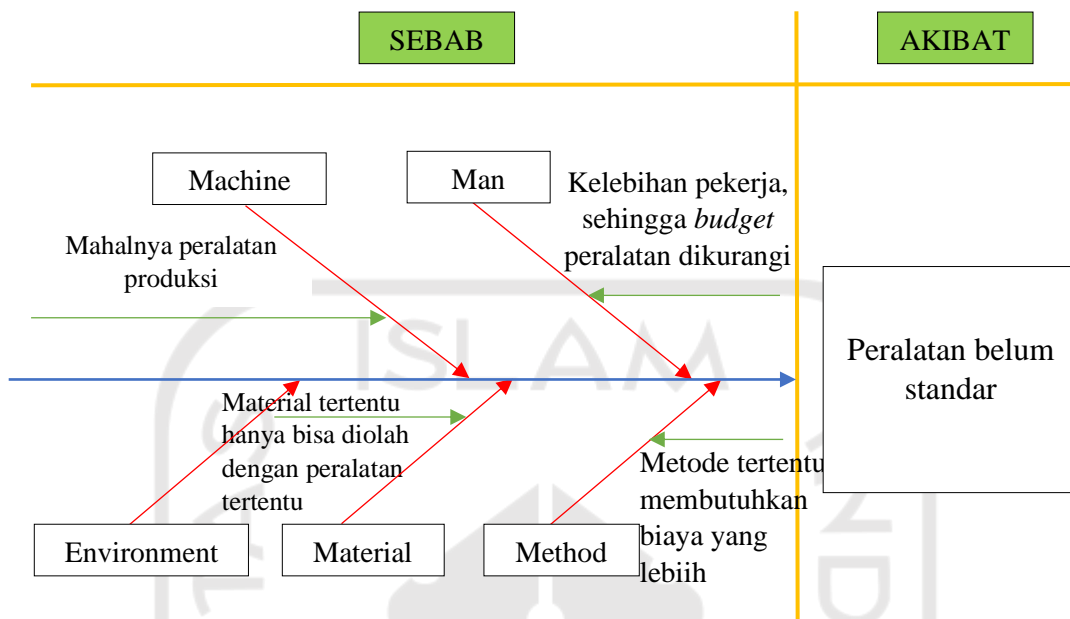 SEBAB
AKIBAT
Machine
Man
Kelebihan pekerja,
sehingga budget
peralatan dikurangi
Mahalnya peralatan
produksi
ISLAM
Peralatan belum
standar
Material tertentu
hanya bisa diolah
dengan peralatan
tertentu
Metode tertentu
membutuhkan
biaya yang
lebiih
Environment
Material
Method